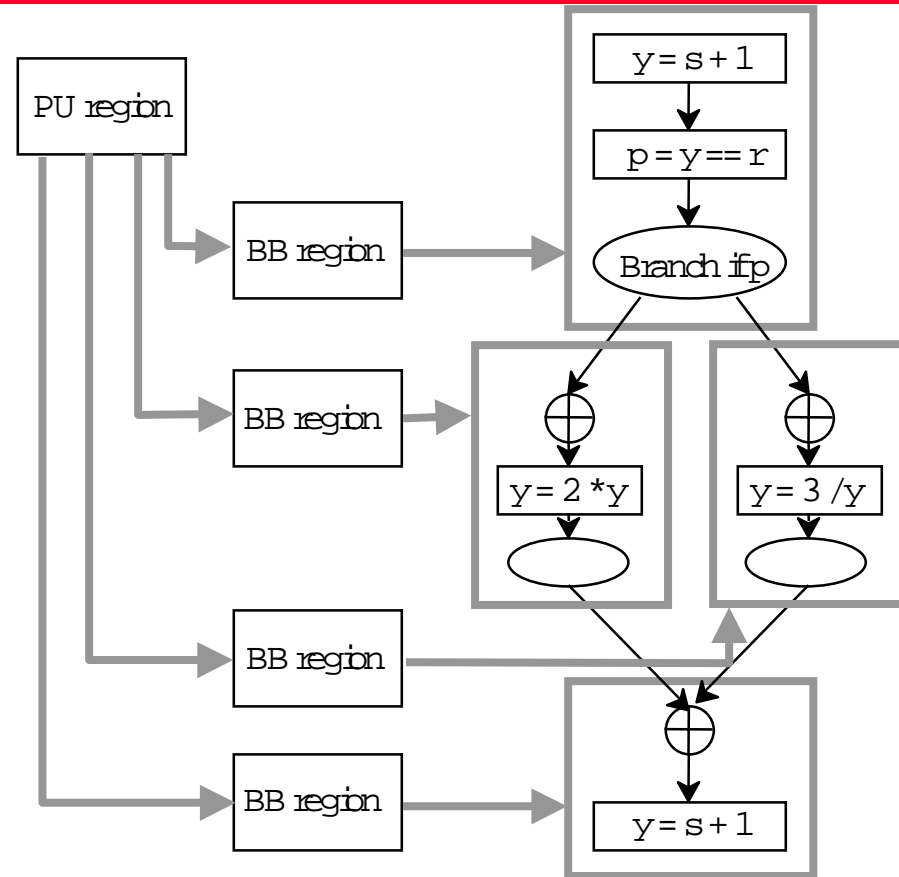 y = s + 1
PU region
p = y == r
BB region
Branch if p
BB region
y = 2 * y
y = 3 / y
BB region
BB region
y = s + 1